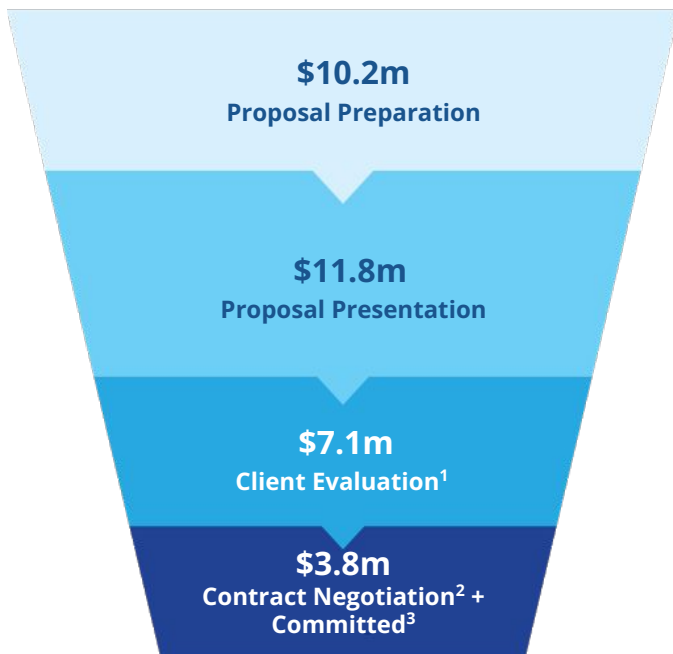 $10.2m
Proposal Preparation
$11.8m
Proposal Presentation
$7.1m
Client Evaluation¹
$3.8m
Contract Negotiation² +
Committed³